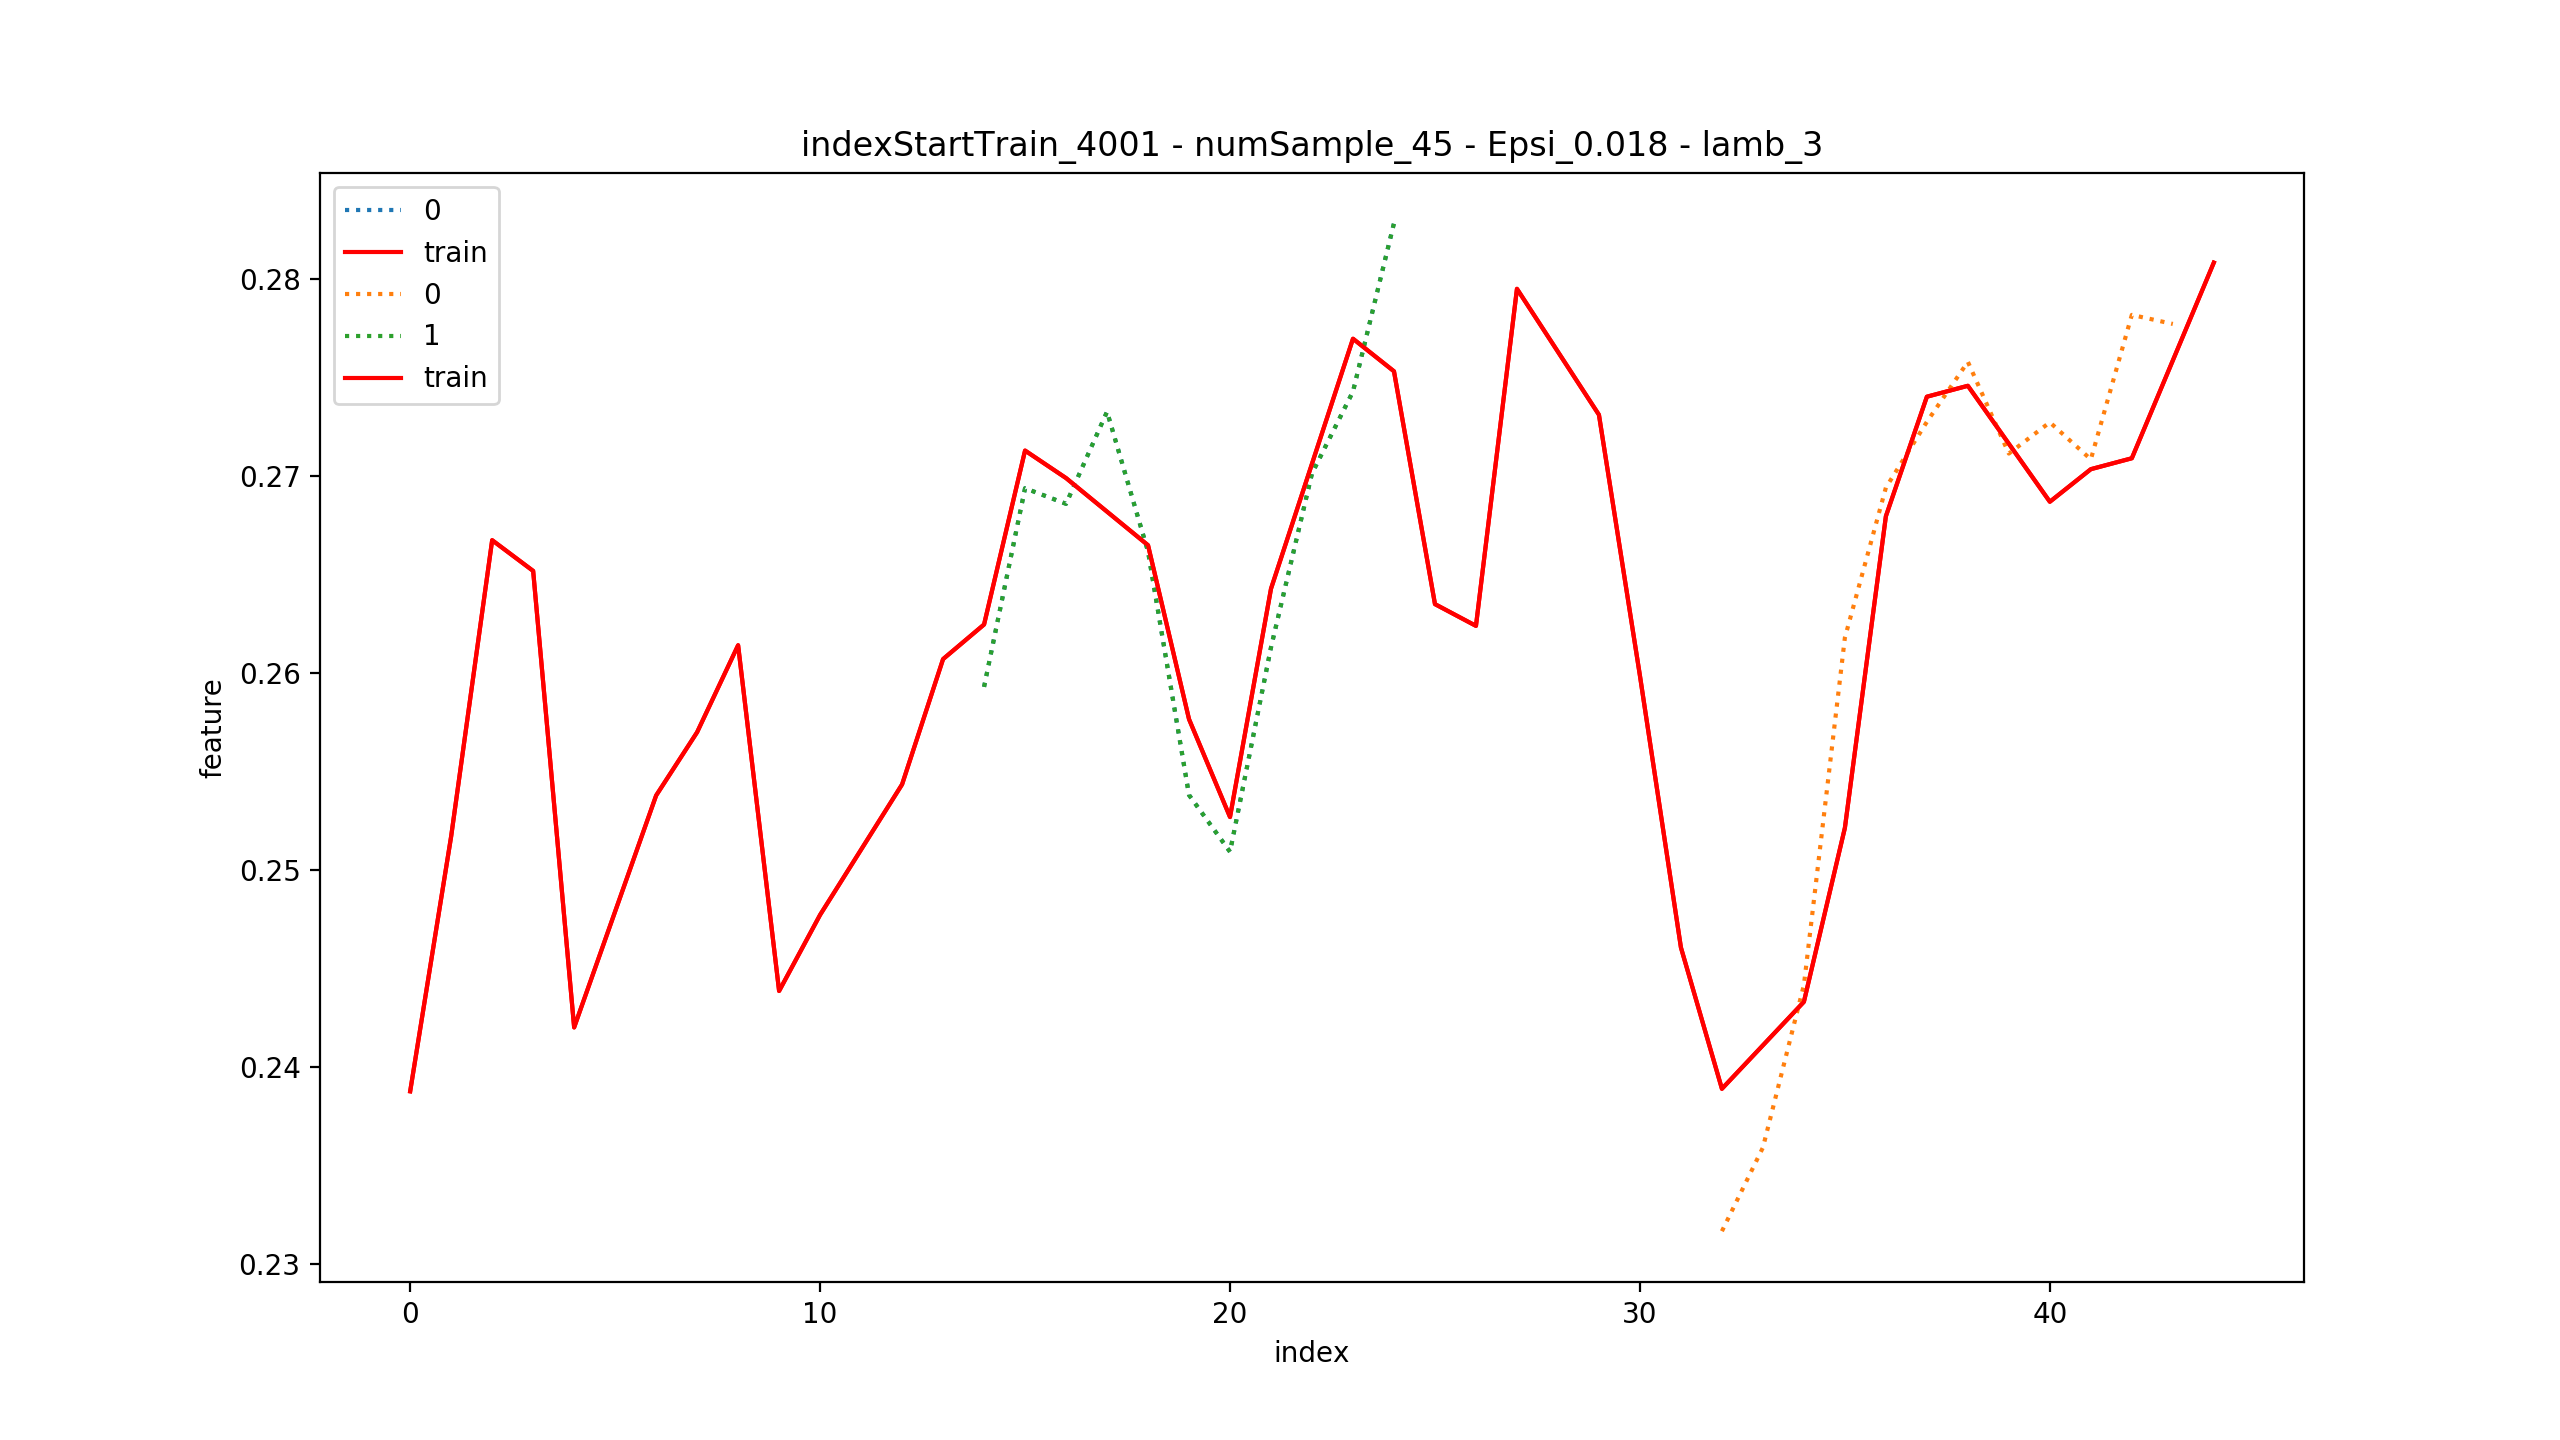 indexStartTrain_4001 - numSample_45 - Epsi_0.018 - lamb_3
0
train
0
1
train
0.28
0.27
0.26
0.25
0.24
0.23
feature
0 10 20 30 40
index